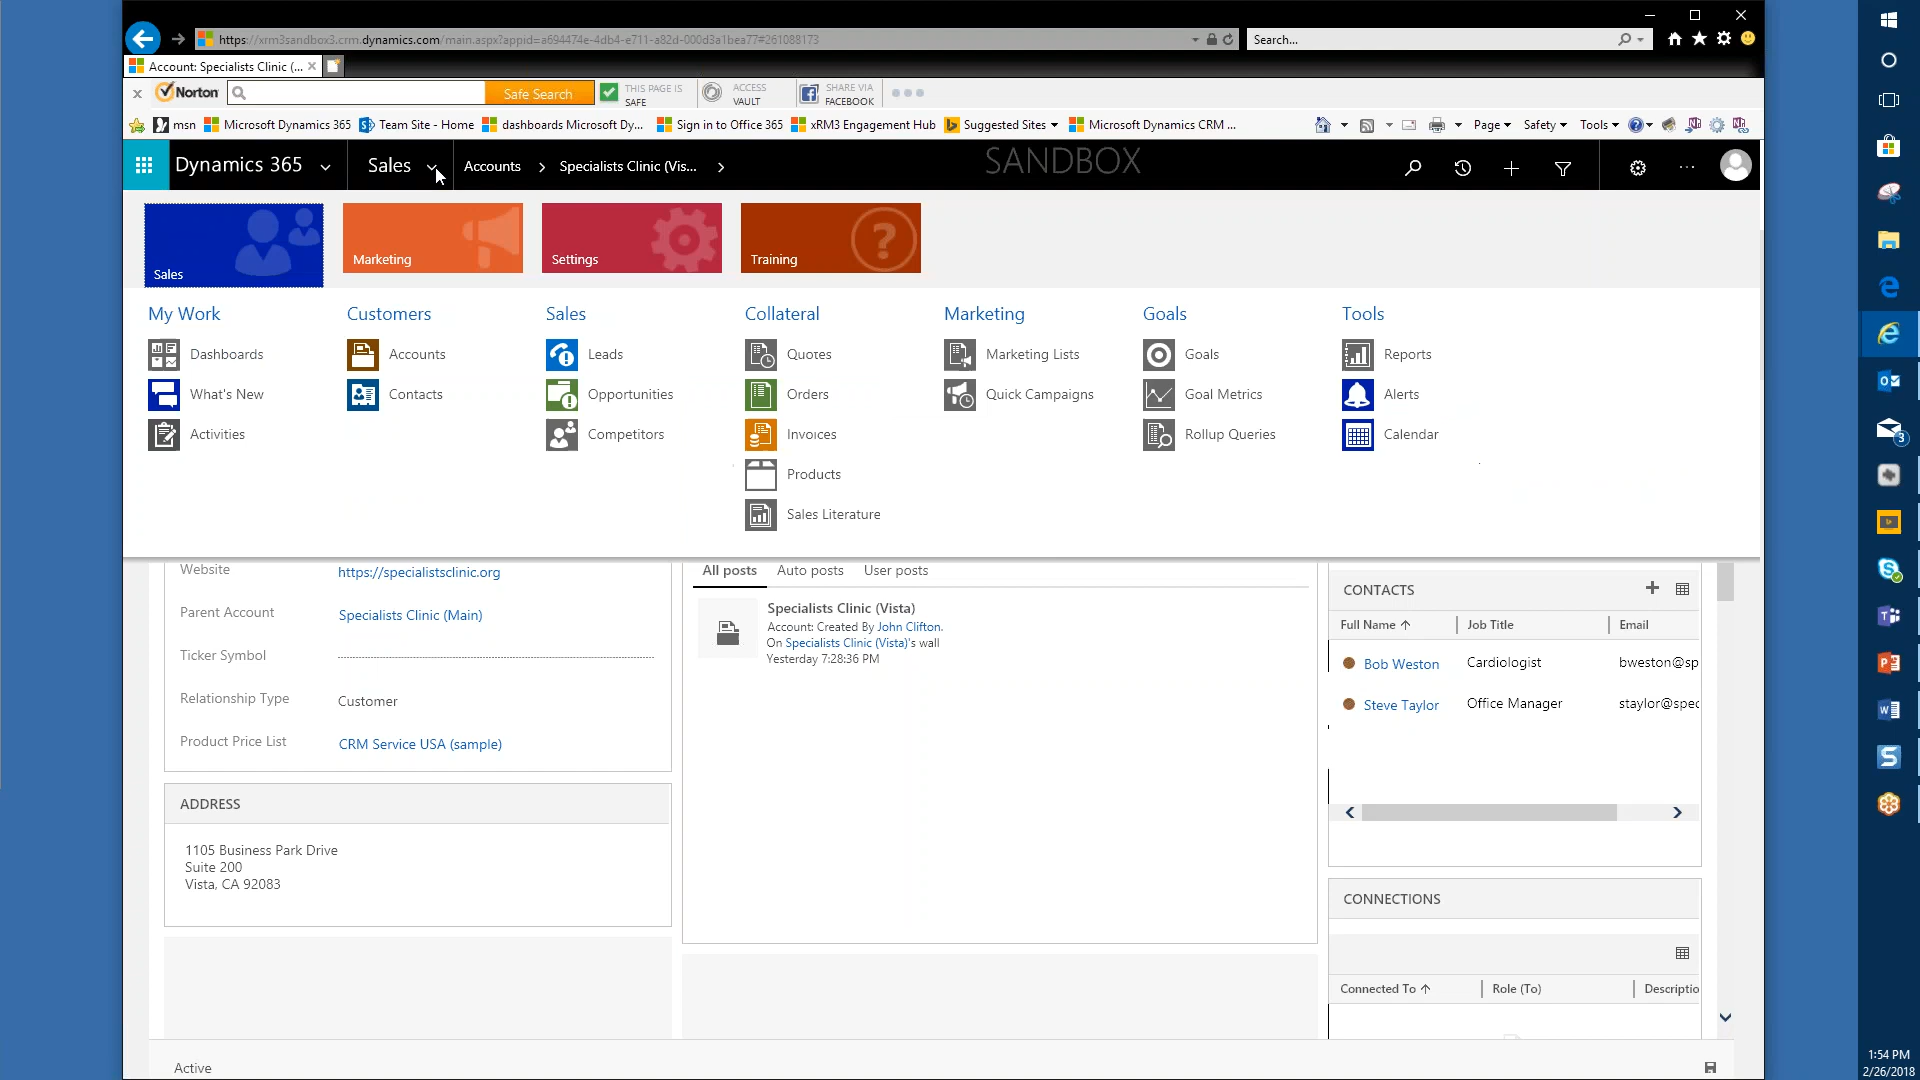 https://xrm3sandbox3.crm.dynamics.com/main.aspx?appid=a694474e-4db4-e711-a82d-000d3a1bea77#261088173
Search...
Account: Specialists Clinic (...
Norton
Safe Search
THIS PAGE IS
SAFE
ACCESS
VAULT
SHARE VIA
FACEBOOK
msn
Microsoft Dynamics 365
Team Site - Home
dashboards Microsoft Dy...
Sign in to Office 365
xRM3 Engagement Hub
Suggested Sites
Microsoft Dynamics CRM ...
Page
Safety
Tools
Dynamics 365
Sales
Accounts
Specialists Clinic (Vis...
SANDBOX
Sales
Marketing
Settings
Training
My Work
Customers
Sales
Collateral
Marketing
Goals
Tools
Dashboards
Accounts
Leads
Quotes
Marketing Lists
Goals
Reports
What's New
Contacts
Opportunities
Orders
Quick Campaigns
Goal Metrics
Alerts
Activities
Competitors
Invoices
Rollup Queries
Calendar
Products
Sales Literature
Website
https://specialistsclinic.org
Parent Account
Specialists Clinic (Main)
Ticker Symbol
Relationship Type
Customer
Product Price List
CRM Service USA (sample)
ADDRESS
1105 Business Park Drive
Suite 200
Vista, CA 92083
All posts
Auto posts
User posts
Specialists Clinic (Vista)
Account: Created By John Clifton.
On Specialists Clinic (Vista)'s wall
Yesterday 7:28:36 PM
CONTACTS
Full Name
Job Title
Email
Bob Weston
Cardiologist
bweston@sp
Steve Taylor
Office Manager
staylor@spec
CONNECTIONS
Connected To
Role (To)
Descriptio
Active
3
1:54 PM
2/26/2018